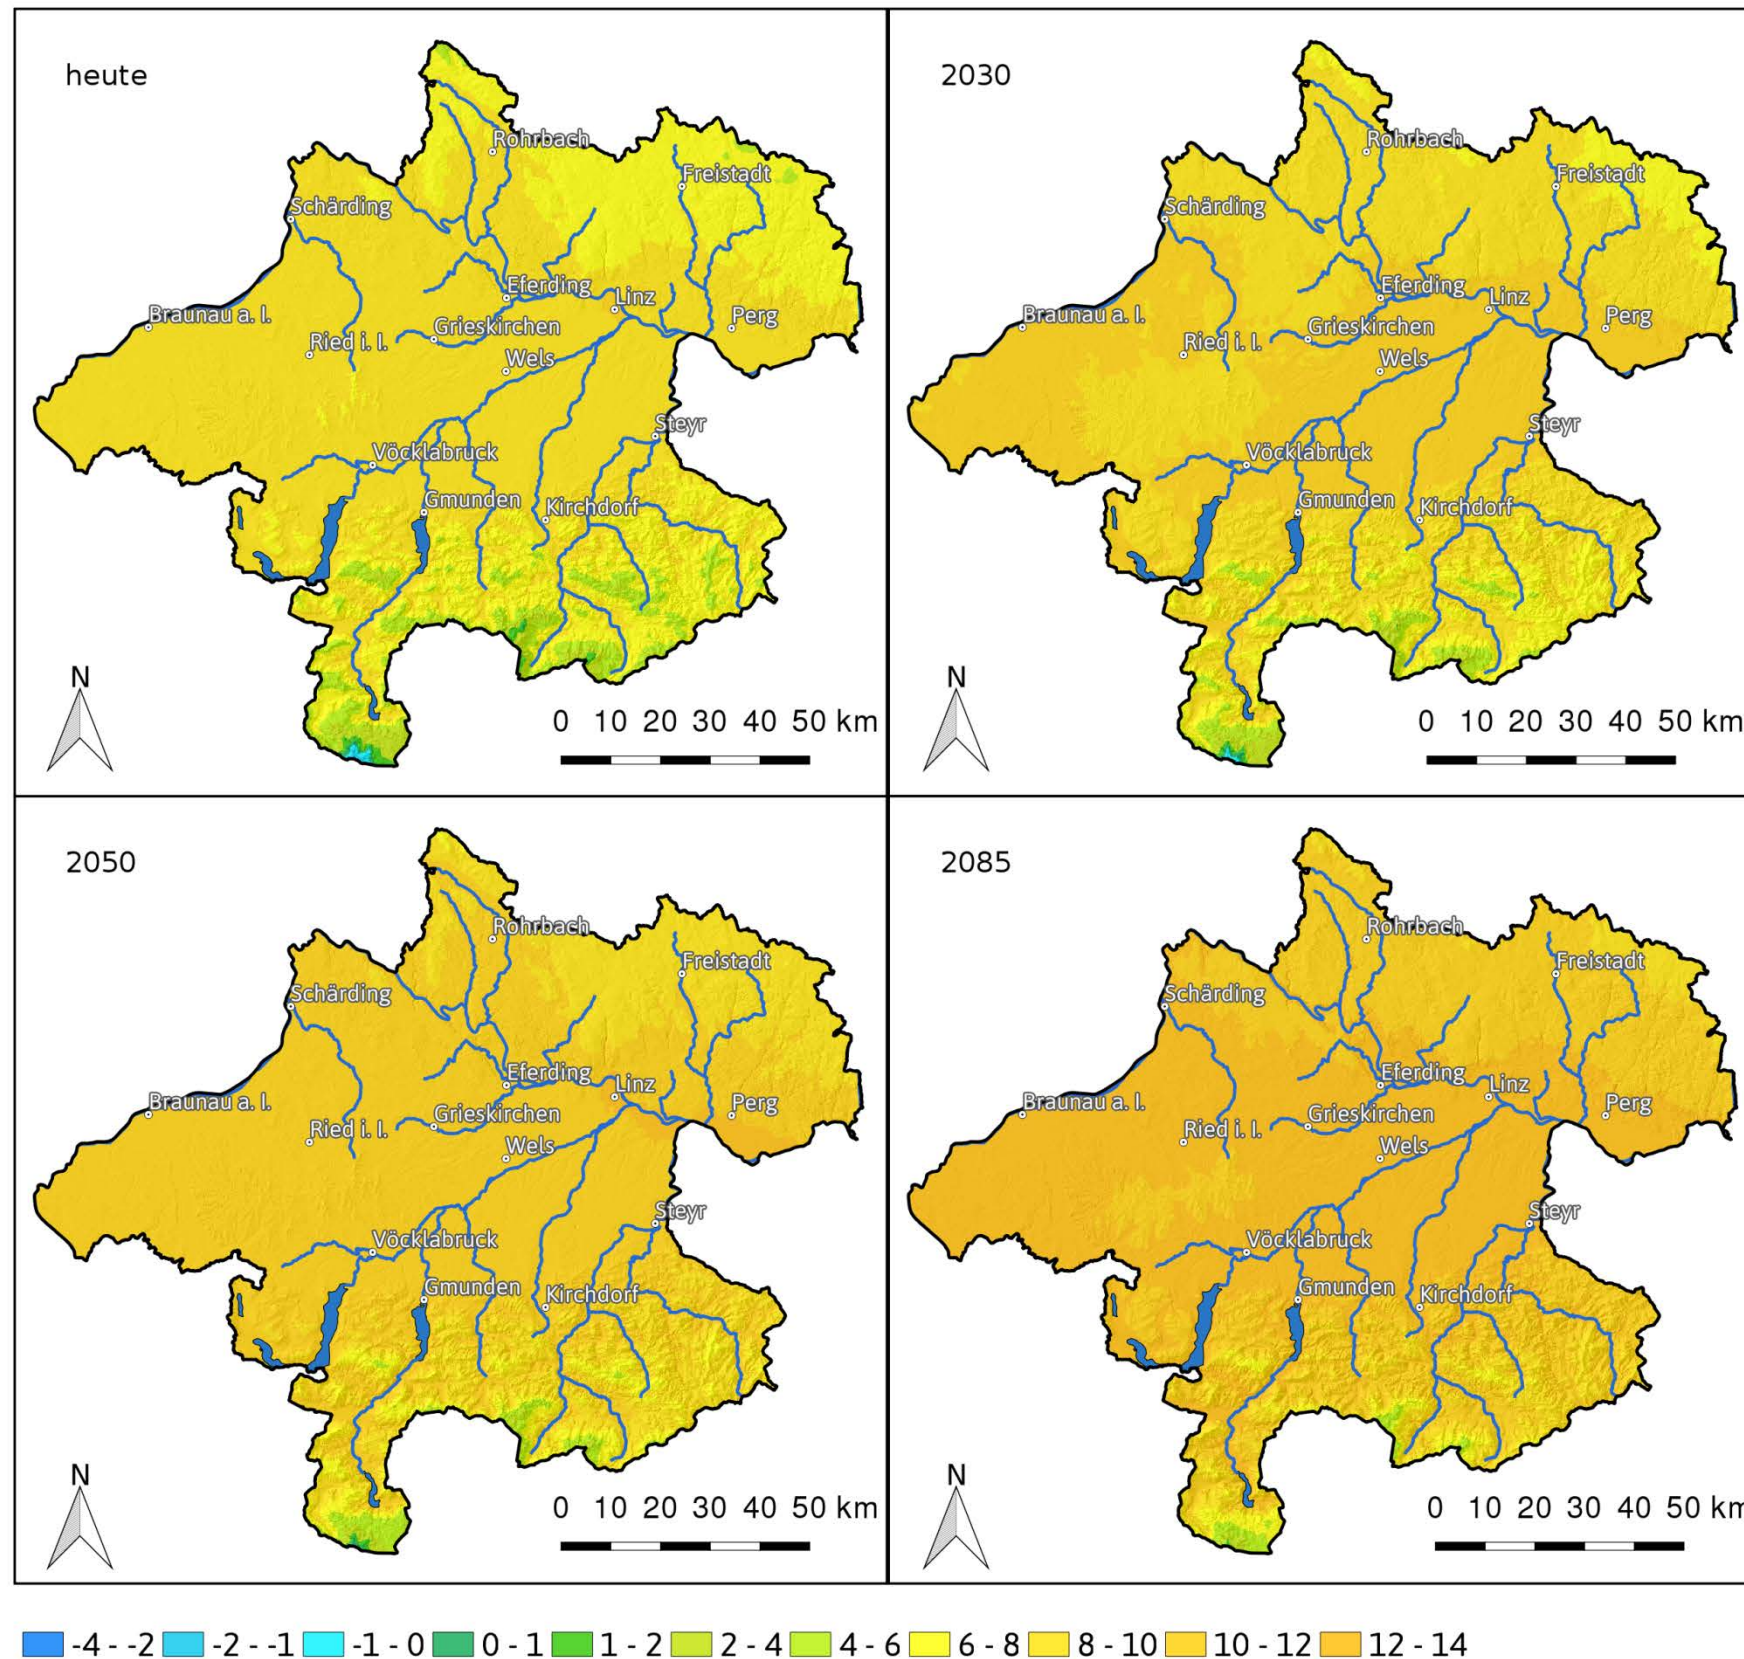 heute
Rohrbach
Freistadt
Schärding
Eferding
Linz
Braunau a. I.
Perg
Grieskirchen
Ried i. I.
Wels
Steyr
Vöcklabruck
Gmunden
Kirchdorf
N
0 10 20 30 40 50 km
2030
Rohrbach
Freistadt
Schärding
Eferding
Linz
Braunau a. I.
Perg
Grieskirchen
Ried i. I.
Wels
Steyr
Vöcklabruck
Gmunden
Kirchdorf
N
0 10 20 30 40 50 km
2050
Rohrbach
Freistadt
Schärding
Eferding
Linz
Braunau a. I.
Perg
Grieskirchen
Ried i. I.
Wels
Steyr
Vöcklabruck
Gmunden
Kirchdorf
N
0 10 20 30 40 50 km
2085
Rohrbach
Freistadt
Schärding
Eferding
Linz
Braunau a. I.
Perg
Grieskirchen
Ried i. I.
Wels
Steyr
Vöcklabruck
Gmunden
Kirchdorf
N
0 10 20 30 40 50 km
-4 - -2 -2 - -1 -1 - 0 0 - 1 1 - 2 2 - 4 4 - 6 6 - 8 8 - 10 10 - 12 12 - 14